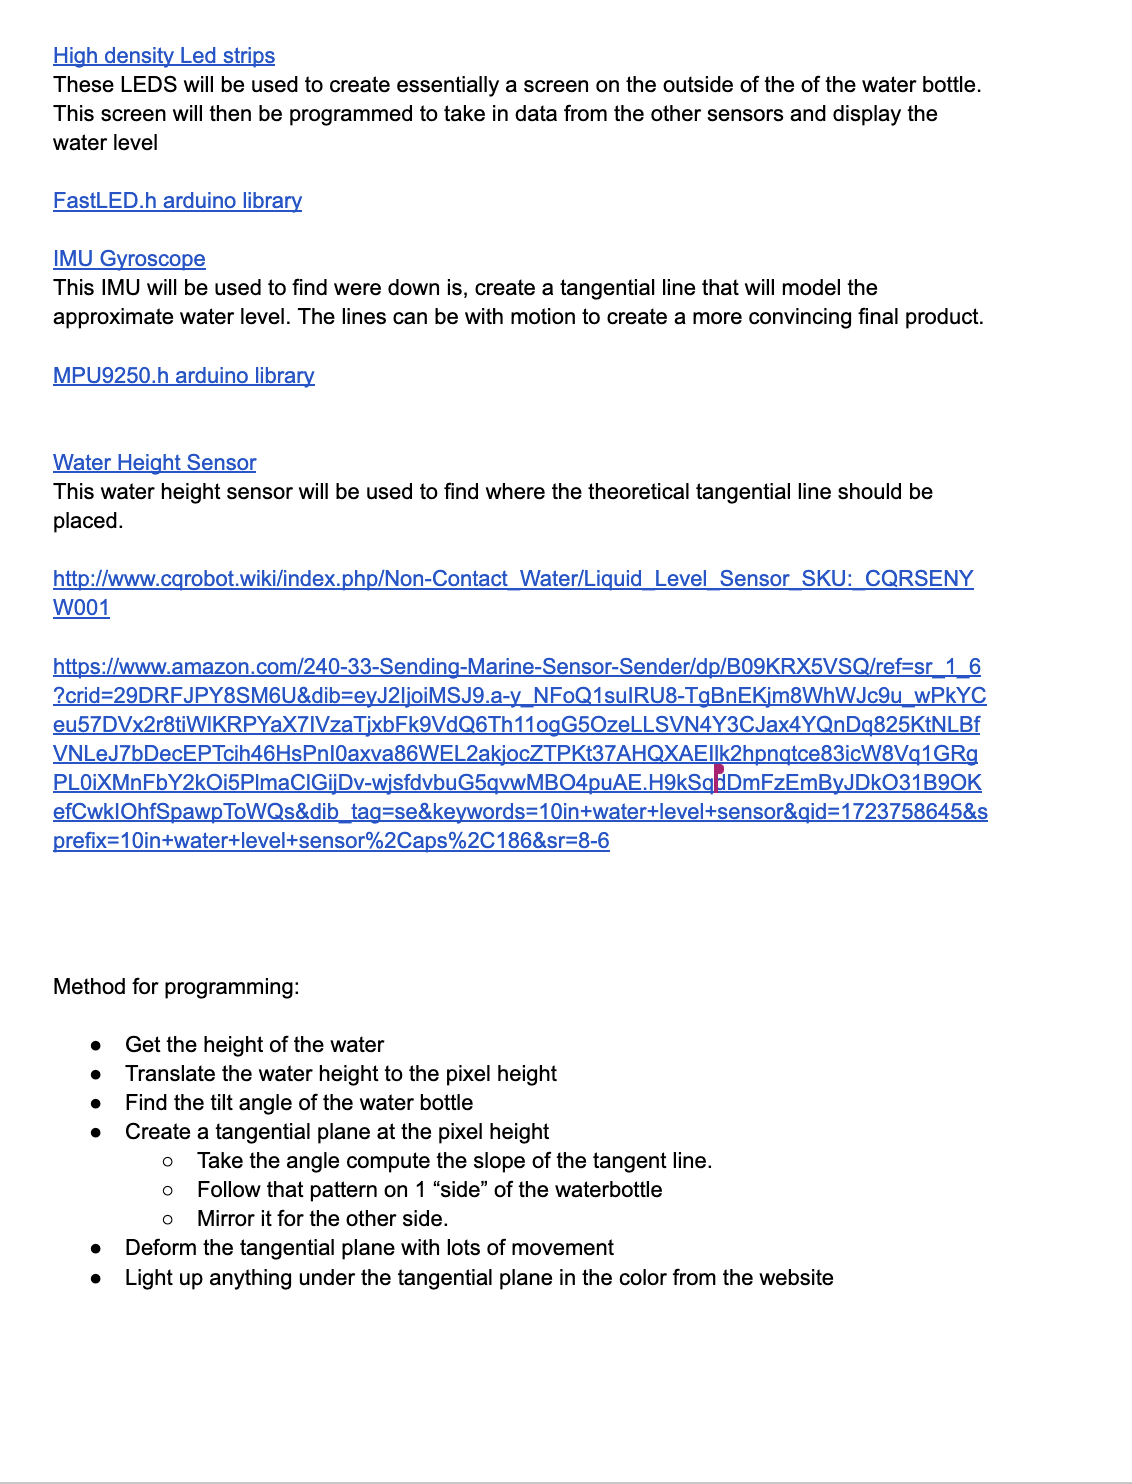 High density Led strips
These LEDS will be used to create essentially a screen on the outside of the of the water bottle.
This screen will then be programmed to take in data from the other sensors and display the
water level
FastLED.h arduino library
IMU Gyroscope
This IMU will be used to find were down is, create a tangential line that will model the
approximate water level. The lines can be with motion to create a more convincing final product.
MPU9250.h arduino library
Water Height Sensor
This water height sensor will be used to find where the theoretical tangential line should be
placed.
http://www.cqrobot.wiki/index.php/Non-Contact_Water/Liquid_Level_Sensor_SKU:_CQRSENY
W001
https://www.amazon.com/240-33-Sending-Marine-Sensor-Sender/dp/B09KRX5VSQ/ref=sr_1_6
?crid=29DRFJPY8SM6U&dib=eyJ2IjoiMSJ9.a-y_NFoQ1sulRU8-TgBnEKjm8WhWJc9u_wPkYC
eu57DVx2r8tiWIKRPYaX7IVzaTjxbFk9VdQ6Th11ogG5OzeLLSVN4Y3CJax4YQnDq825KtNLBf
VNLeJ7bDecEPTcih46HsPnI0axva86WEL2akjocZTPKt37AHQXAEIlk2hpnqtce83icW8Vq1GRg
PL0iXMnFbY2kOi5PlmaCIGijDv-wjsfdvbuG5qvwMBO4puAE.H9kSqdDmFzEmByJDkO31B9OK
efCwkIOhfSpawpToWQs&dib_tag=se&keywords=10in+water+level+sensor&qid=1723758645&s
prefix=10in+water+level+sensor%2Caps%2C186&sr=8-6
Method for programming:
● Get the height of the water
● Translate the water height to the pixel height
● Find the tilt angle of the water bottle
● Create a tangential plane at the pixel height
○ Take the angle compute the slope of the tangent line.
○ Follow that pattern on 1 “side” of the waterbottle
○ Mirror it for the other side.
● Deform the tangential plane with lots of movement
● Light up anything under the tangential plane in the color from the website